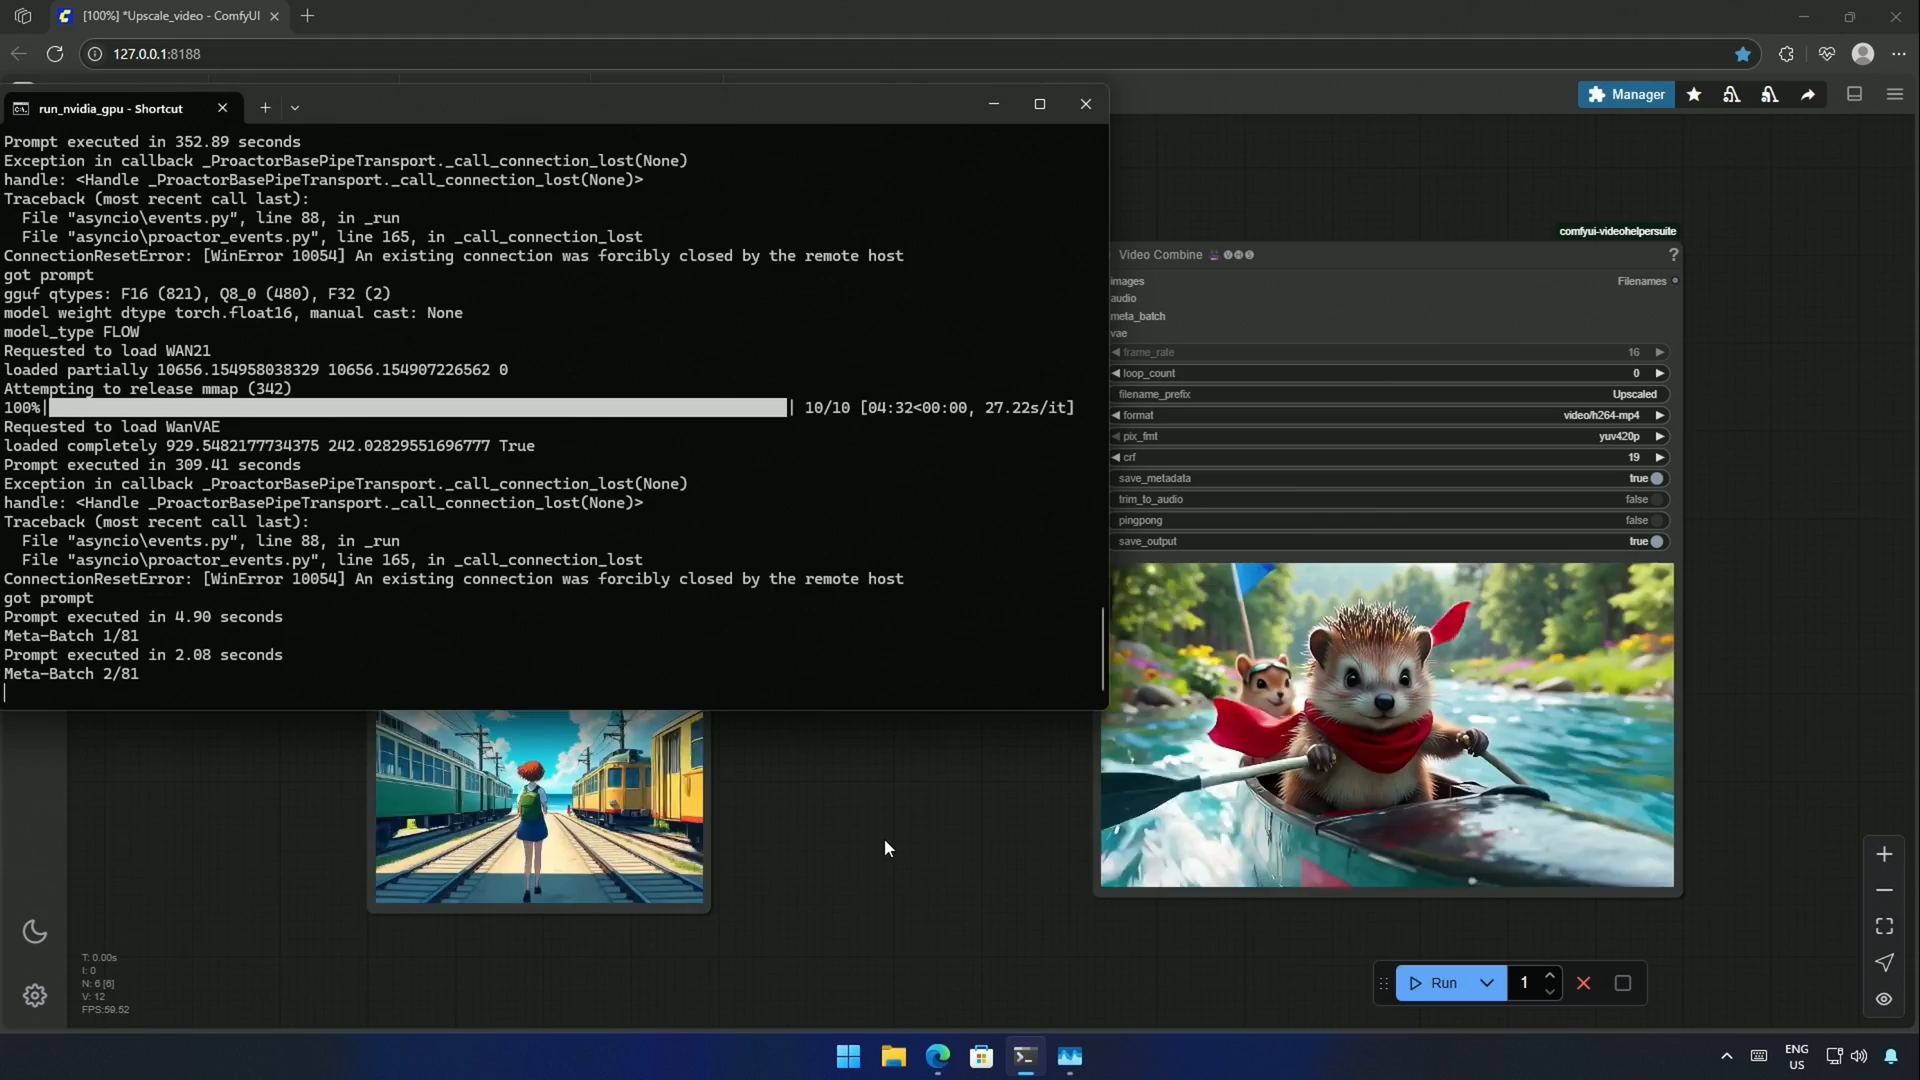 [100%] *Upscale_video - ComfyUI
127.0.0.1:8188
run_nvidia_gpu - Shortcut
Manager
Prompt executed in 352.89 seconds
Exception in callback _ProactorBasePipeTransport._call_connection_lost(None)
handle: <Handle _ProactorBasePipeTransport._call_connection_lost(None)>
Traceback (most recent call last):
File "asyncio\events.py", line 88, in _run
File "asyncio\proactor_events.py", line 165, in _call_connection_lost
ConnectionResetError: [WinError 10054] An existing connection was forcibly closed by the remote host
got prompt
gguf qtypes: F16 (821), Q8_0 (480), F32 (2)
model weight dtype torch.float16, manual cast: None
model_type FLOW
Requested to load WAN21
loaded partially 10656.154958038329 10656.154907226562 0
Attempting to release mmap (342)
100%| | 10/10 [04:32<00:00, 27.22s/it]
Requested to load WanVAE
loaded completely 929.5482177734375 242.02829551696777 True
Prompt executed in 309.41 seconds
Exception in callback _ProactorBasePipeTransport._call_connection_lost(None)
handle: <Handle _ProactorBasePipeTransport._call_connection_lost(None)>
Traceback (most recent call last):
File "asyncio\events.py", line 88, in _run
File "asyncio\proactor_events.py", line 165, in _call_connection_lost
ConnectionResetError: [WinError 10054] An existing connection was forcibly closed by the remote host
got prompt
Prompt executed in 4.90 seconds
Meta-Batch 1/81
Prompt executed in 2.08 seconds
Meta-Batch 2/81
comfyui-videohelpersuite
Video Combine VHS ?
images Filenames
audio
meta_batch
vae
frame_rate 16
loop_count 0
filename_prefix Upscaled
format video/h264-mp4
pix_fmt yuv420p
crf 19
save_metadata true
trim_to_audio false
pingpong false
save_output true
T: 0.00s
I: 0
N: 6 [6]
V: 12
FPS:59.52
Run 1
ENG
US